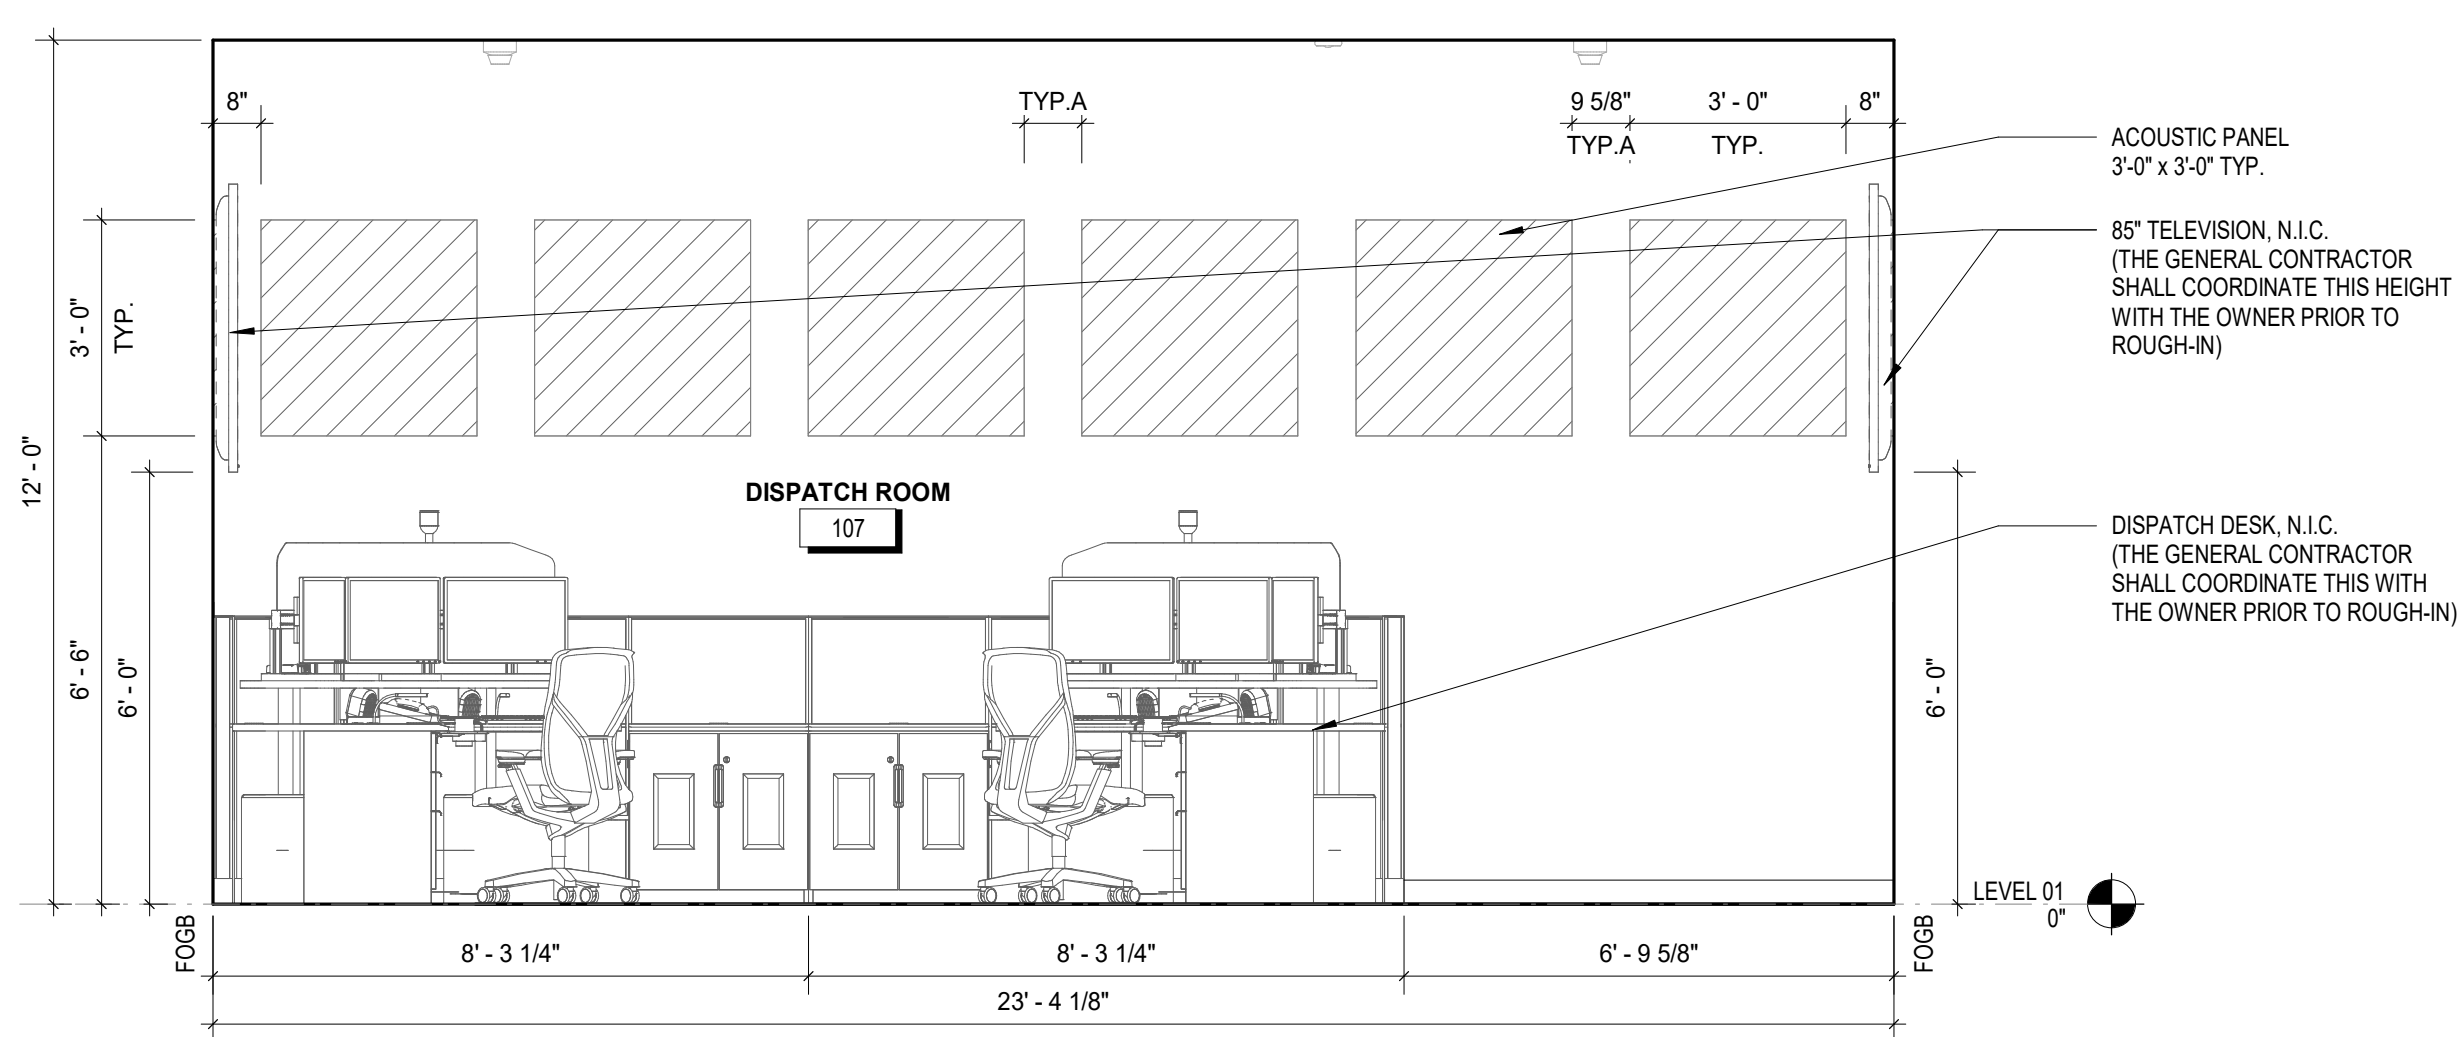 8"
TYP.A
9 5/8"
3' - 0"
8"
TYP.A
TYP.
ACOUSTIC PANEL
3'-0" x 3'-0" TYP.
85" TELEVISION, N.I.C.
(THE GENERAL CONTRACTOR
SHALL COORDINATE THIS HEIGHT
WITH THE OWNER PRIOR TO
ROUGH-IN)
3' - 0"
TYP.
12' - 0"
DISPATCH ROOM
107
DISPATCH DESK, N.I.C.
(THE GENERAL CONTRACTOR
SHALL COORDINATE THIS WITH
THE OWNER PRIOR TO ROUGH-IN)
6' - 6"
6' - 0"
6' - 0"
LEVEL 01
0"
FOGB
8' - 3 1/4"
8' - 3 1/4"
6' - 9 5/8"
FOGB
23' - 4 1/8"